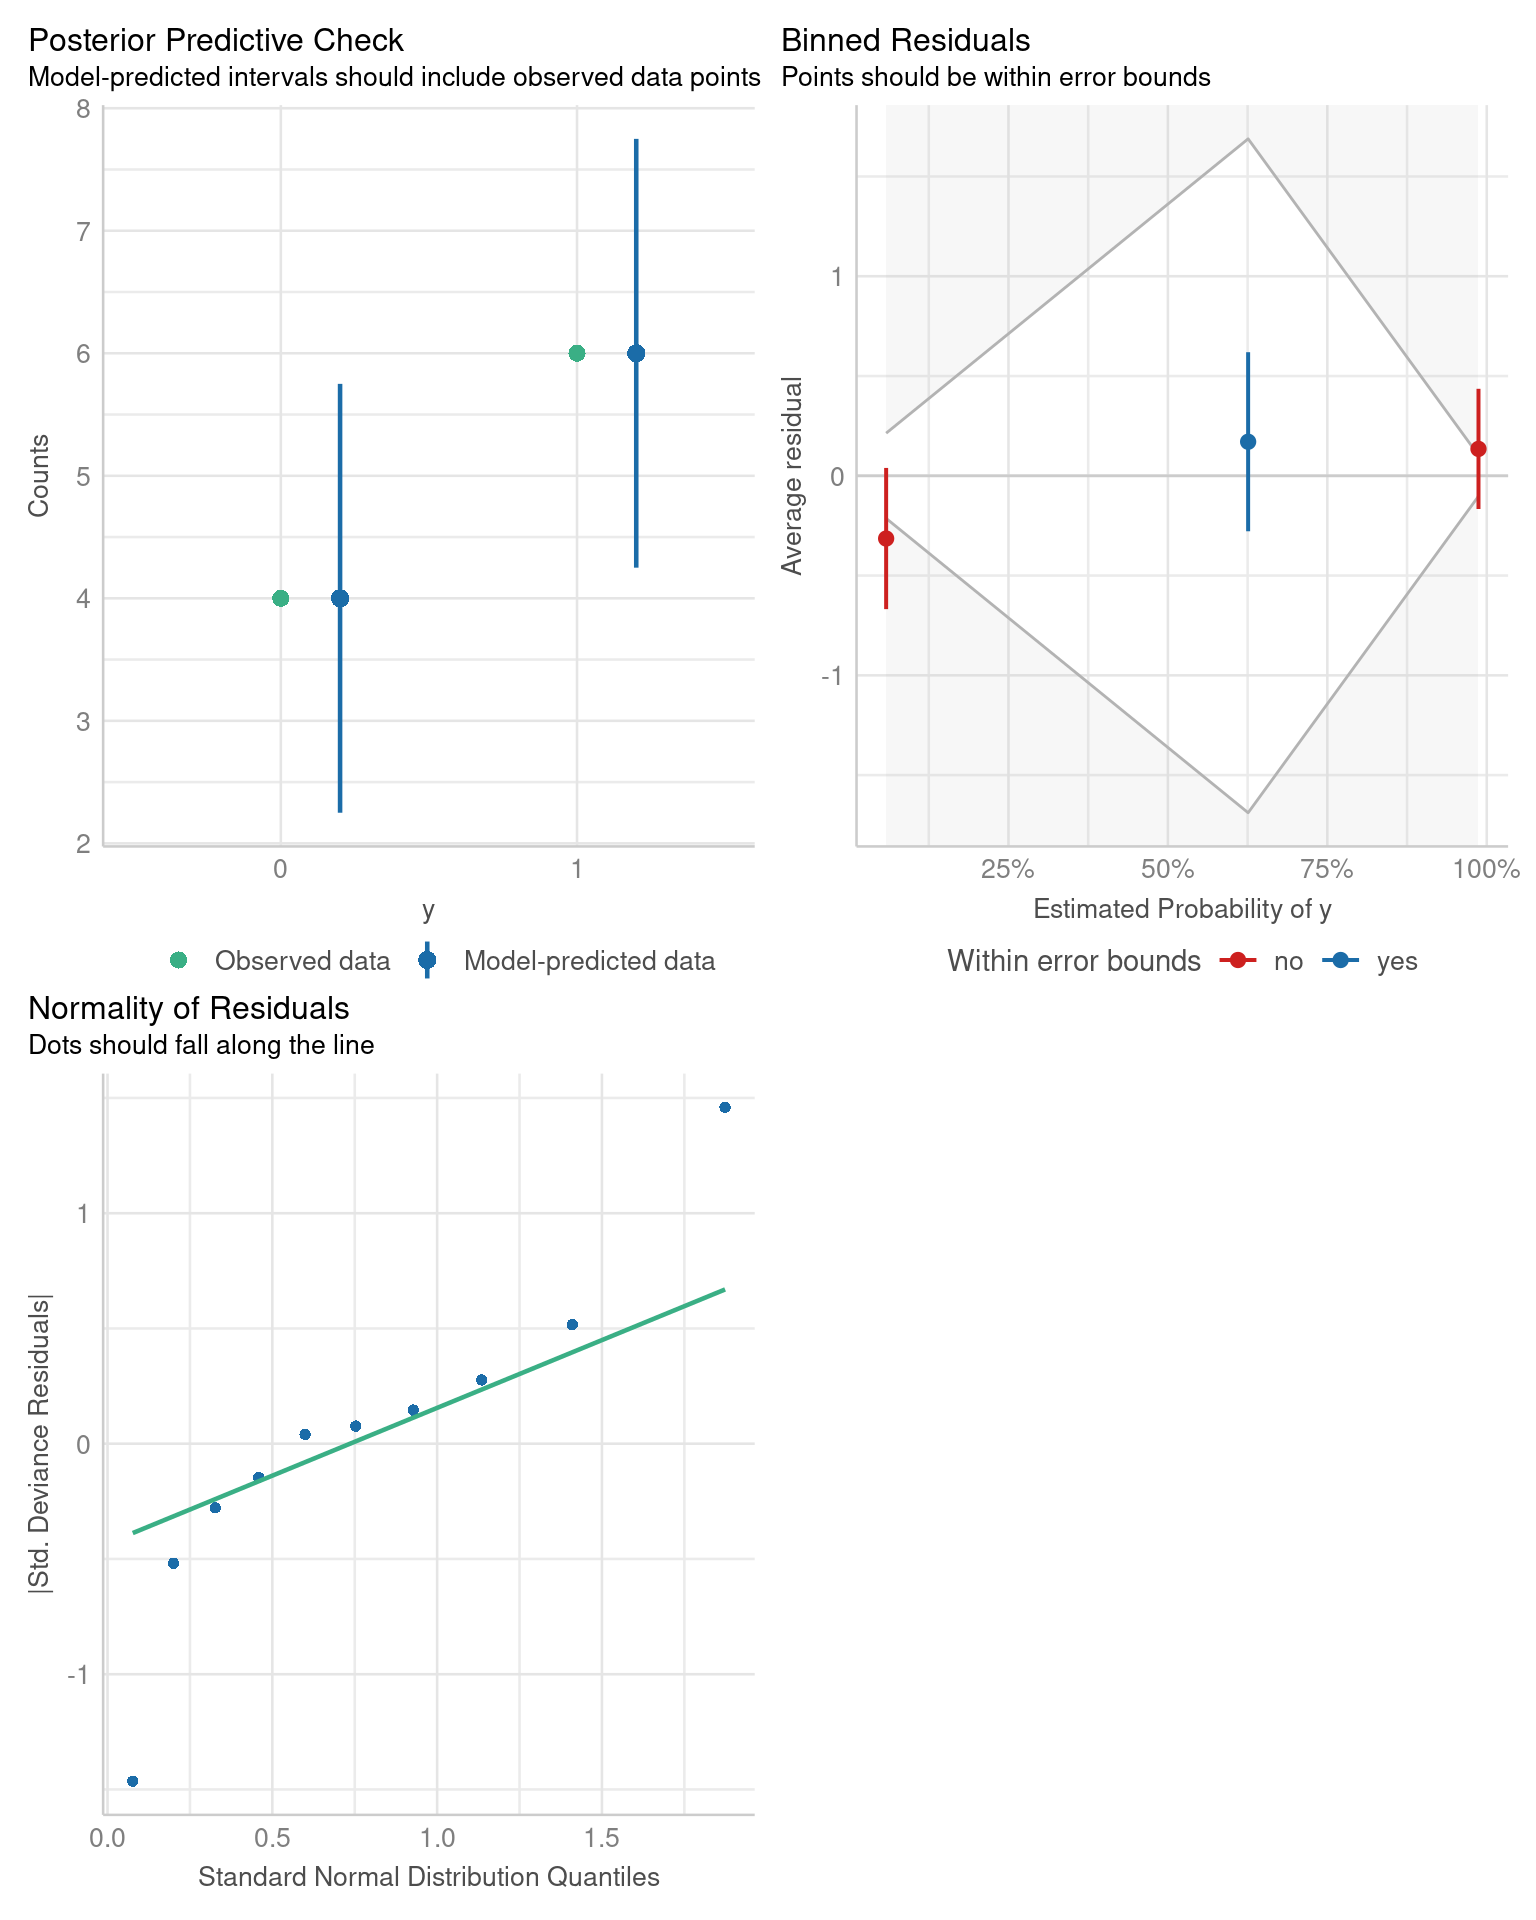 Posterior Predictive Check
Model-predicted intervals should include observed data points
8
7
6
5
4
3
2
Counts
0
1
y
Observed data
Model-predicted data
Binned Residuals
Points should be within error bounds
1
0
-1
Average residual
25%
50%
75%
100%
Estimated Probability of y
Within error bounds
no
yes
Normality of Residuals
Dots should fall along the line
1
0
-1
|Std. Deviance Residuals|
0.0
0.5
1.0
1.5
Standard Normal Distribution Quantiles